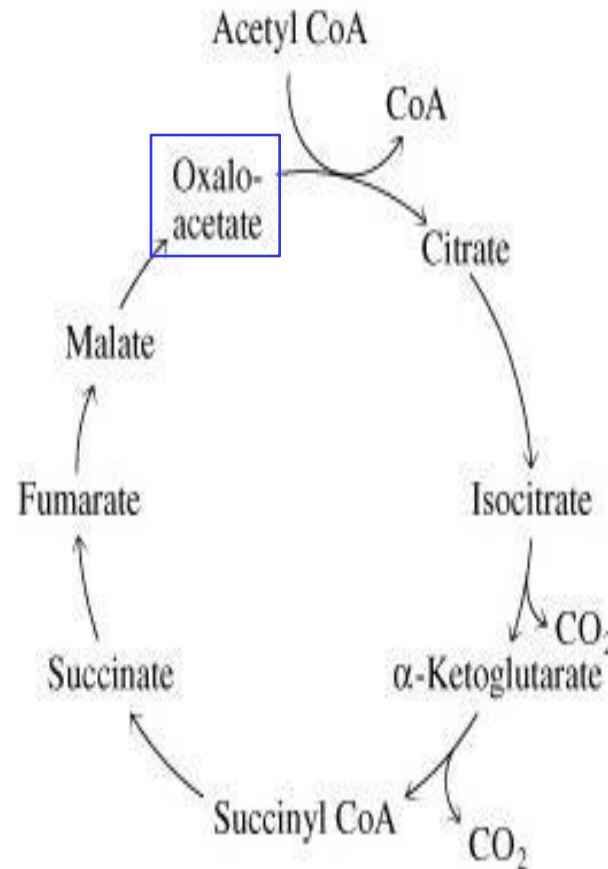 Acetyl CoA
CoA
Oxalo-
acetate
Citrate
Malate
Fumarate
Isocitrate
CO₂
Succinate
α-Ketoglutarate
Succinyl CoA
CO₂